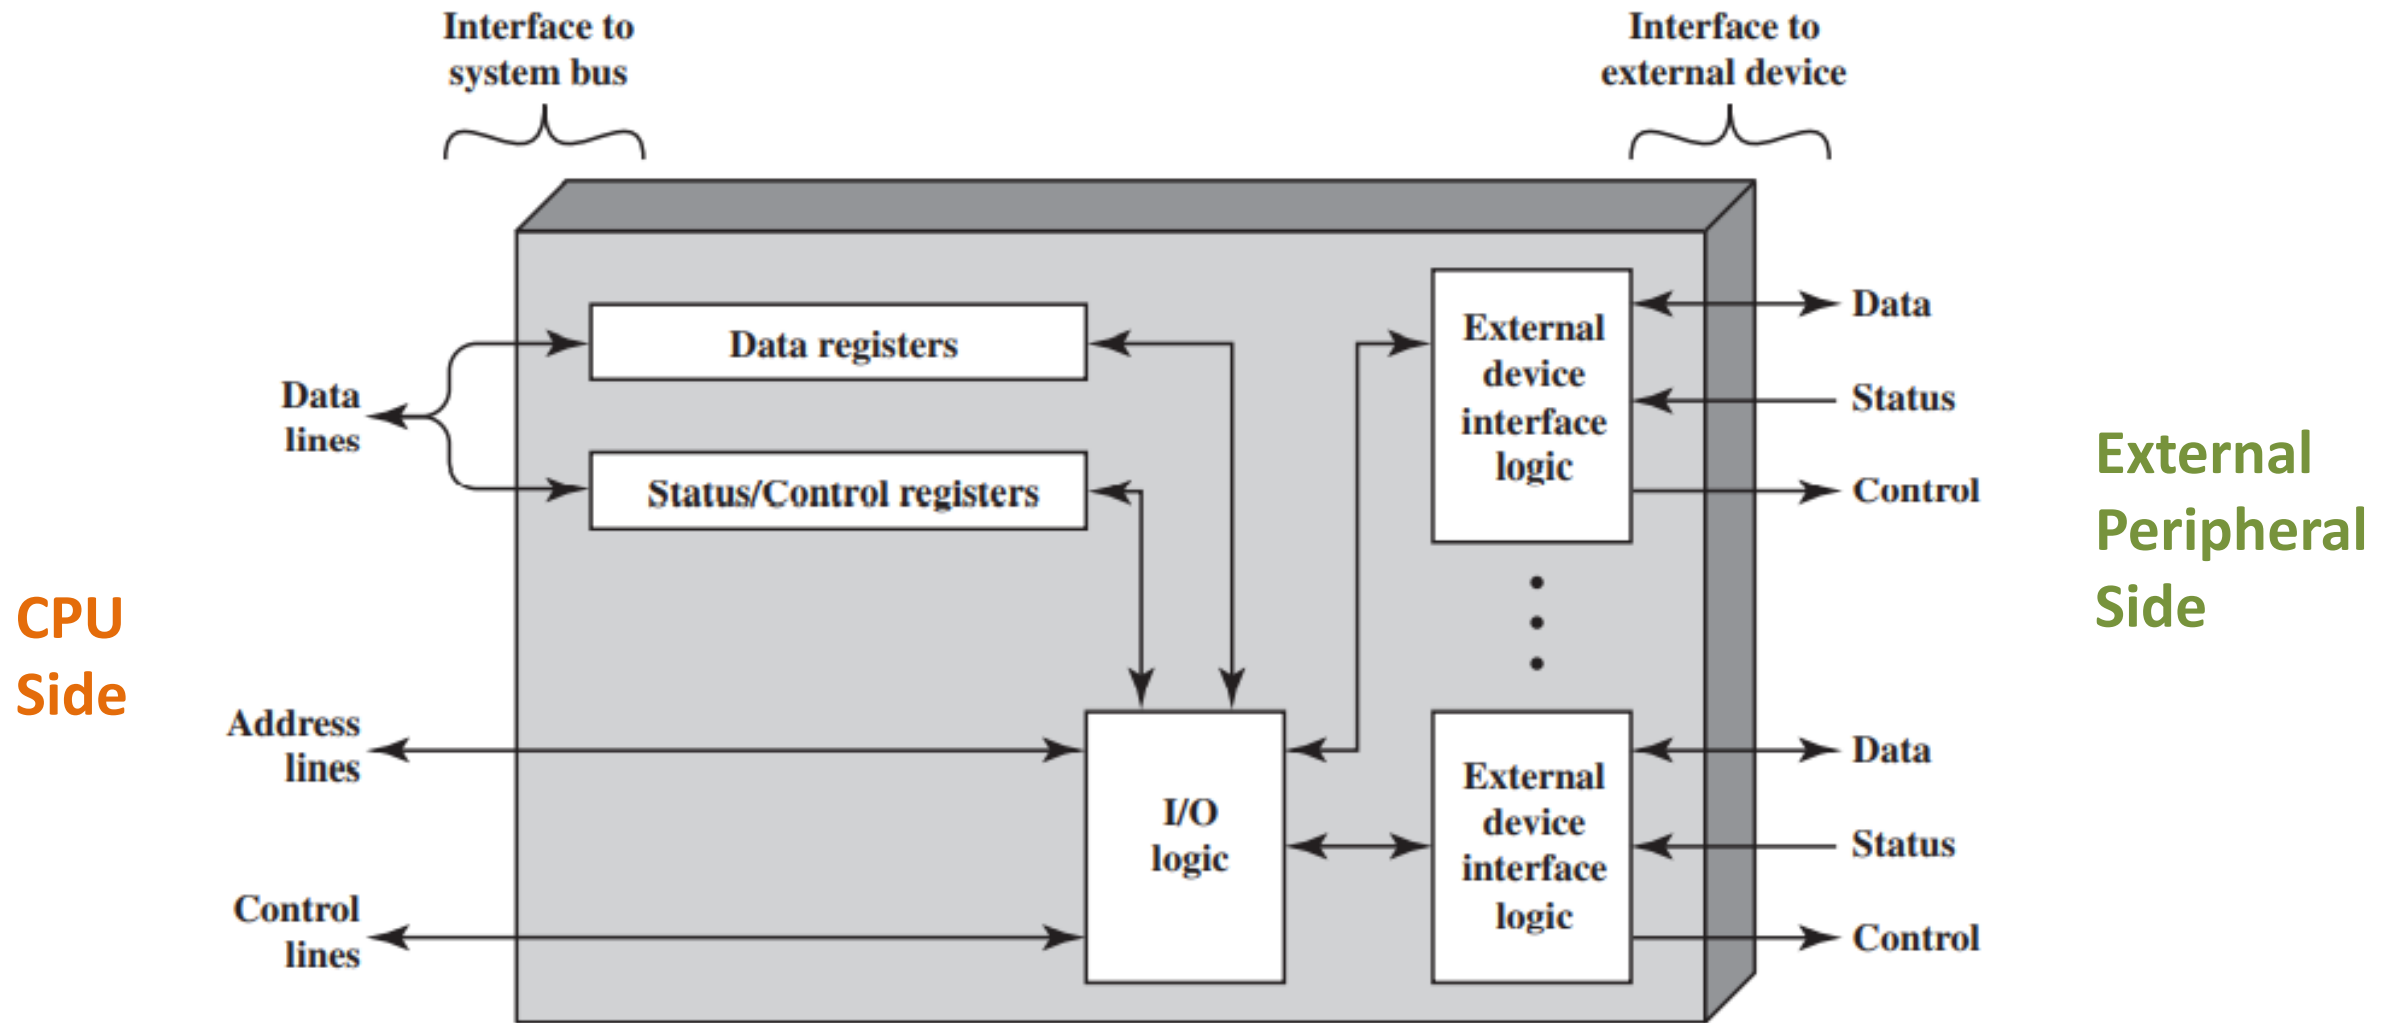 Interface to
system bus
Interface to
external device
Data registers
Status/Control registers
Data
lines
CPU
Side
Address
lines
Control
lines
I/O
logic
External
device
interface
logic
Data
Status
Control
External
device
interface
logic
Data
Status
Control
External
Peripheral
Side